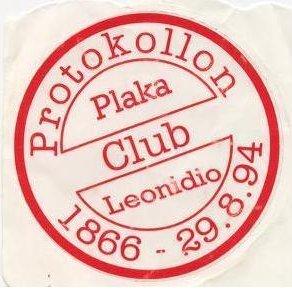 Protokollon
Plaka
Club
Leonidio
1866 - 29.8.94